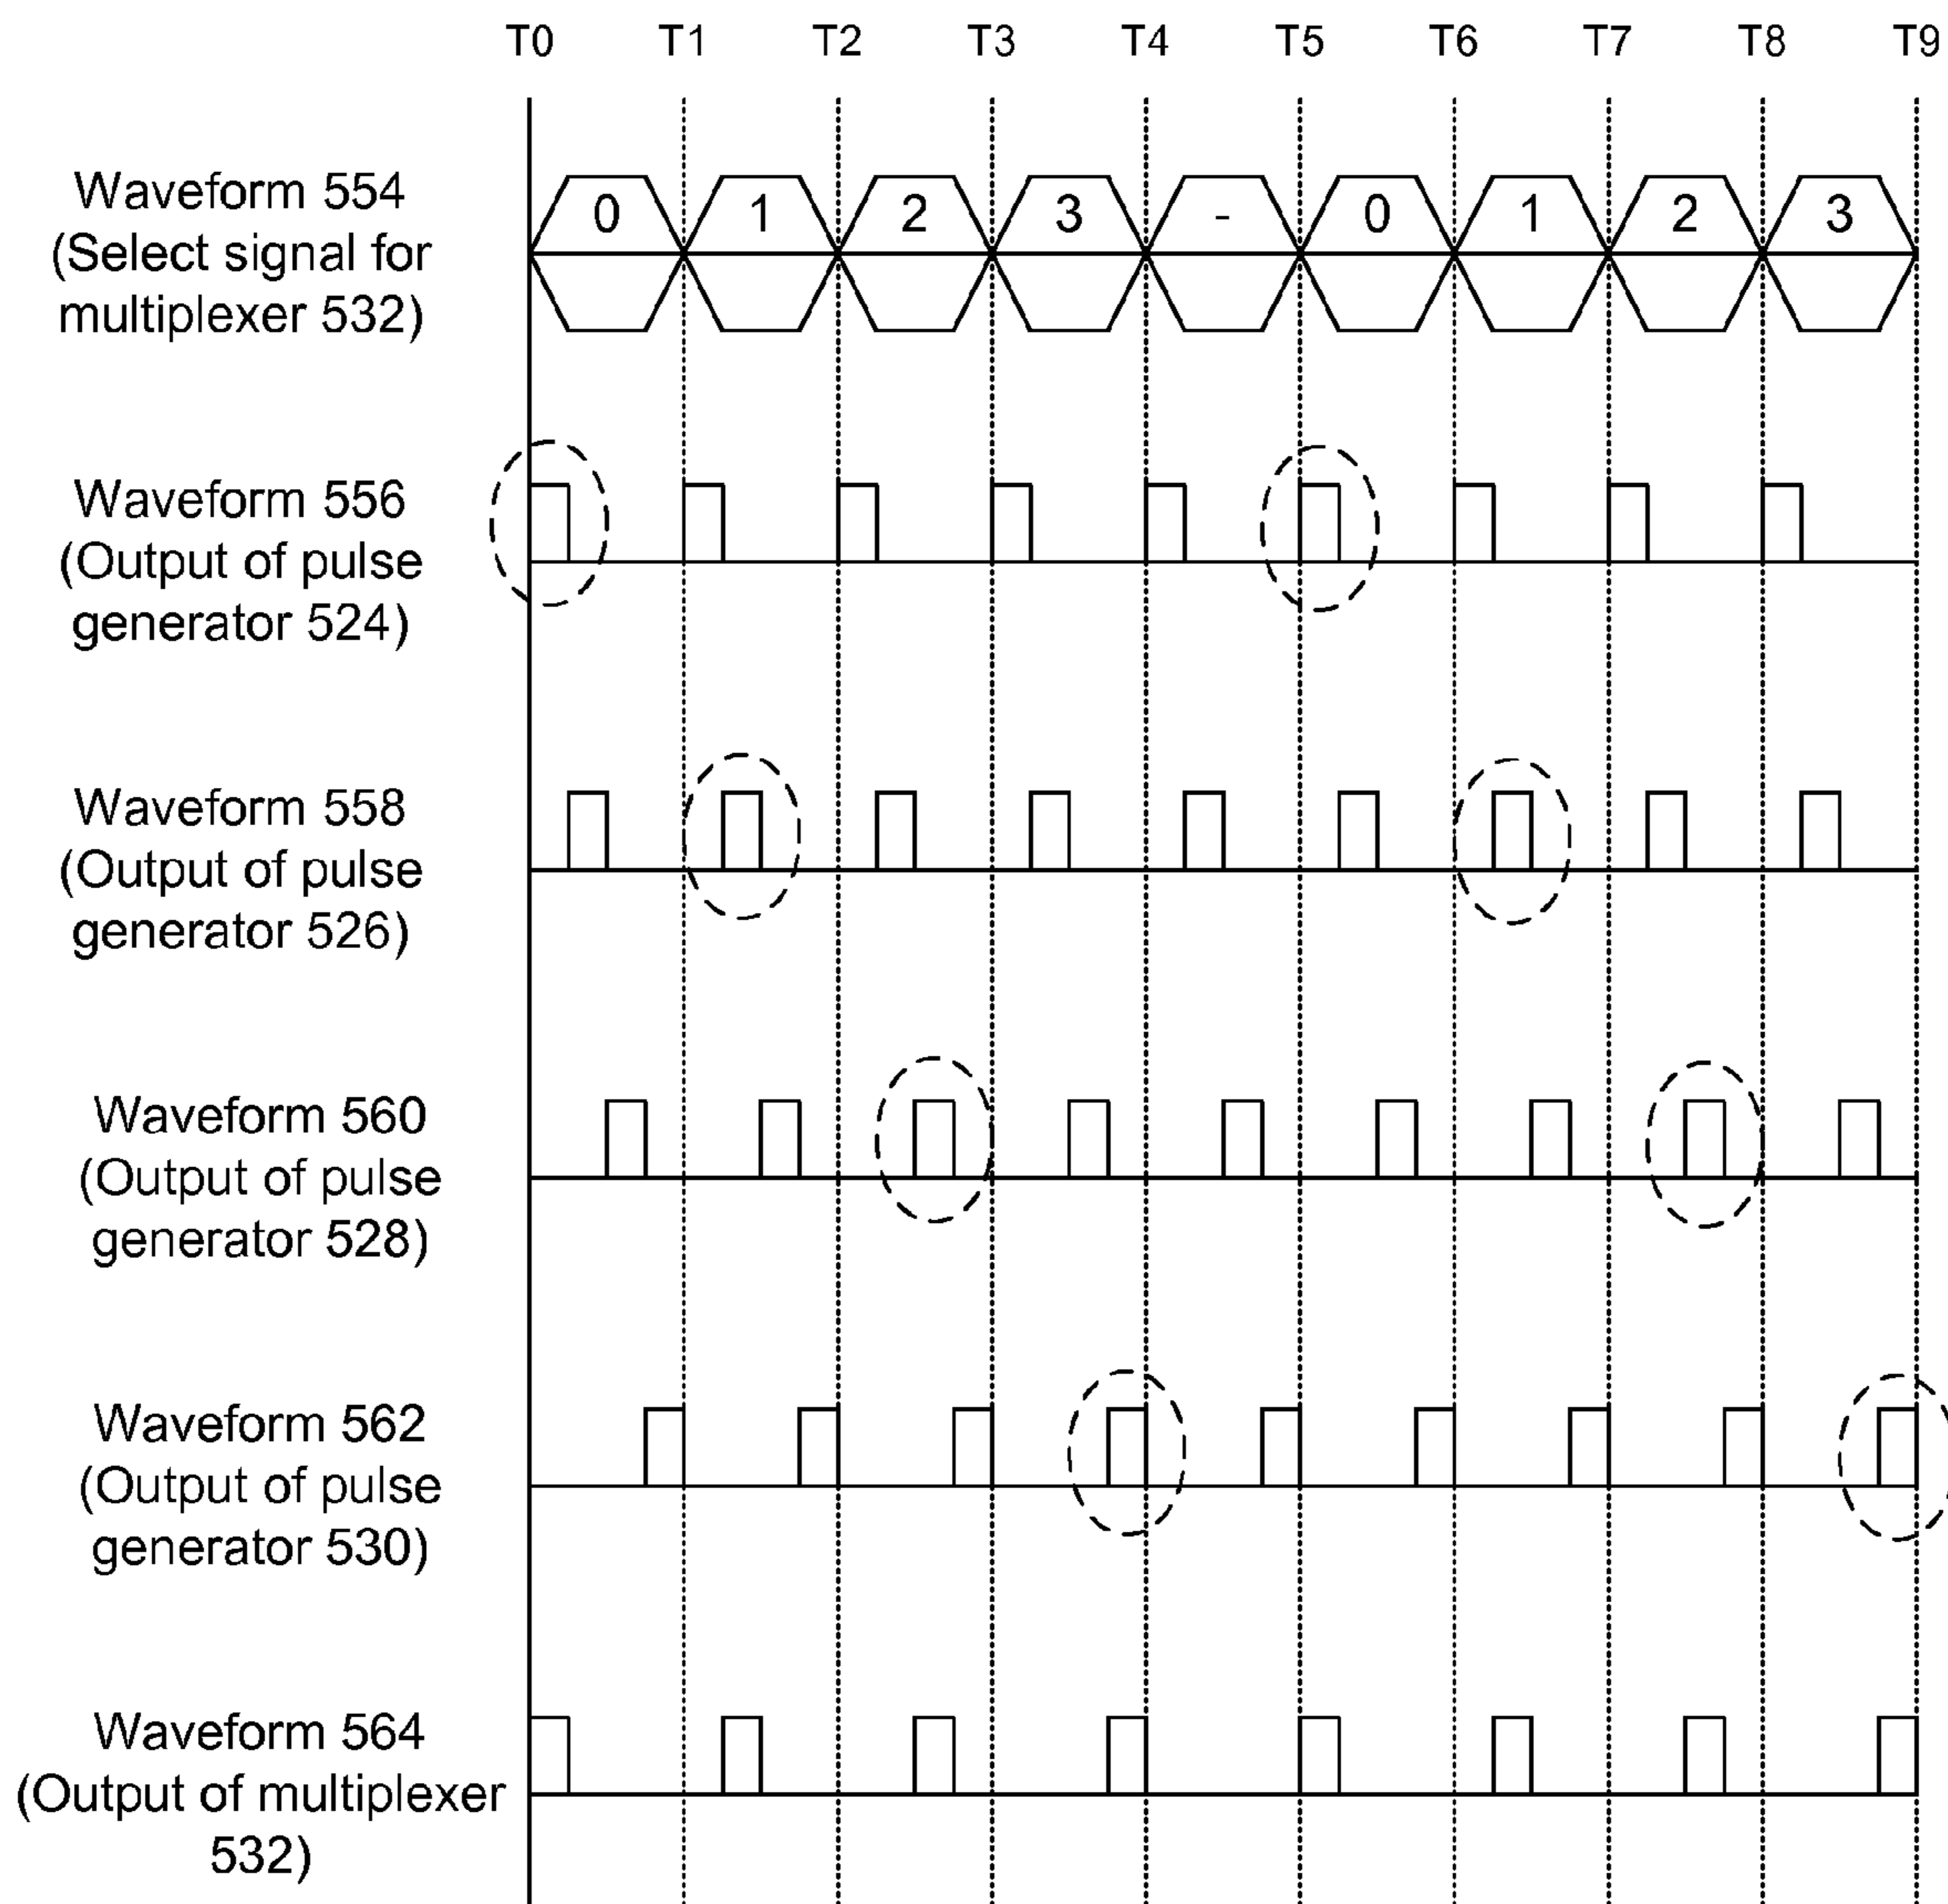 T0 T1 T2 T3 T4 T5 T6 T7 T8 T9
Waveform 554
(Select signal for
multiplexer 532)
0 1 2 3 - 0 1 2 3
Waveform 556
(Output of pulse
generator 524)
Waveform 558
(Output of pulse
generator 526)
Waveform 560
(Output of pulse
generator 528)
Waveform 562
(Output of pulse
generator 530)
Waveform 564
(Output of multiplexer
532)